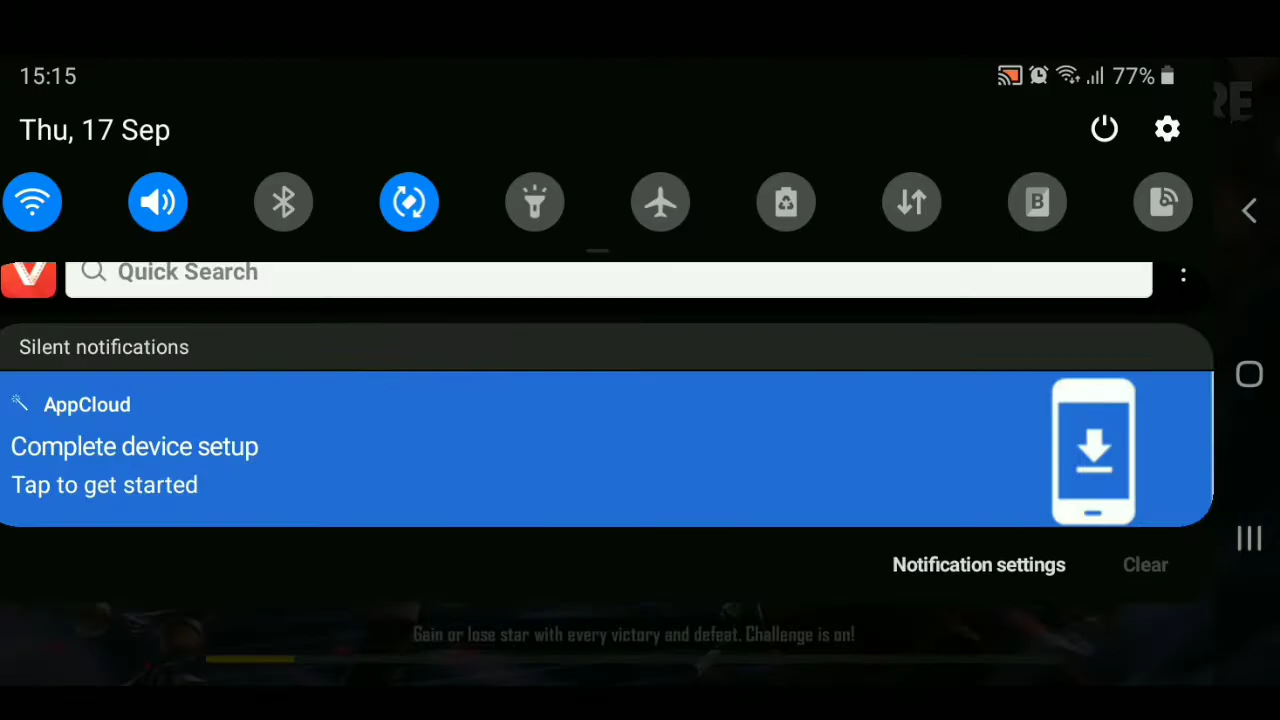 15:15
77%
Thu, 17 Sep
B
Quick Search
Silent notifications
AppCloud
Complete device setup
Tap to get started
Notification settings
Clear
Gain or lose star with every victory and defeat. Challenge is on!